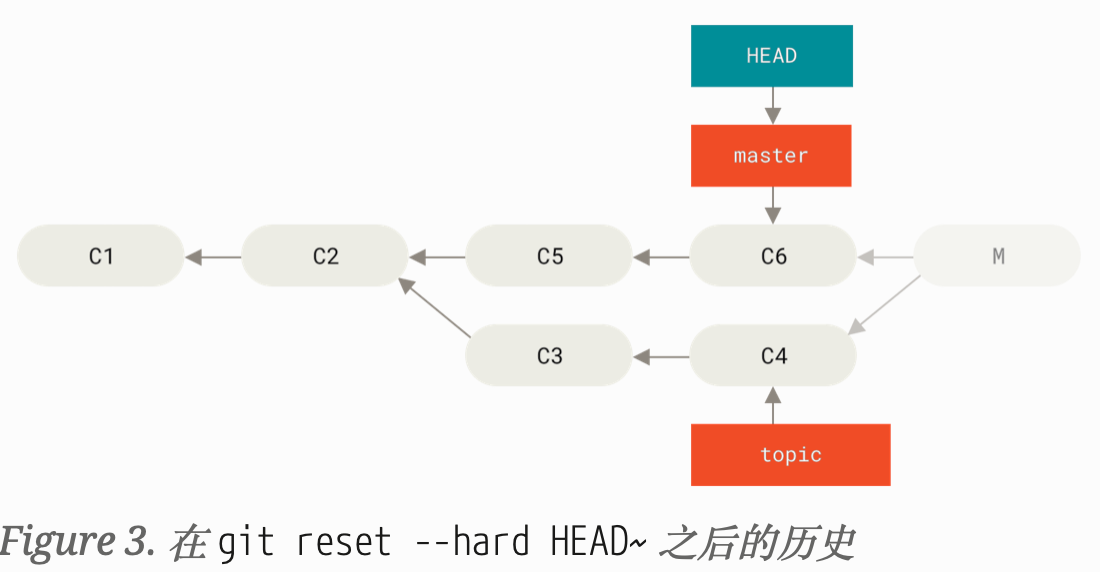 HEAD
master
C1 C2 C5 C6 M
C3 C4
topic
Figure 3. 在 git reset --hard HEAD~ 之后的历史